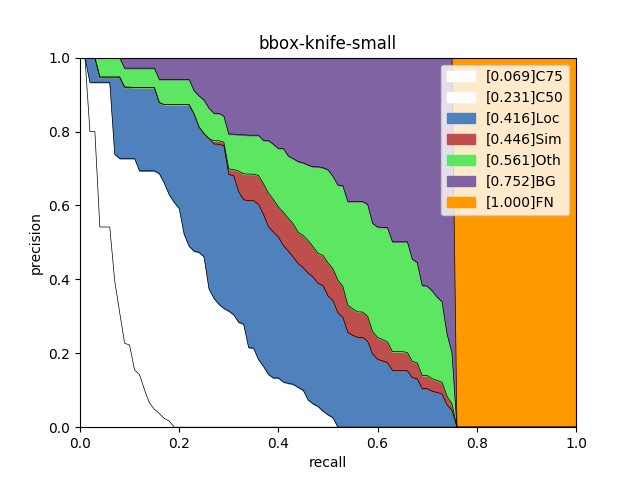 bbox-knife-small
1.0
0.8
0.6
0.4
0.2
0.0
precision
[0.069]C75
[0.231]C50
[0.416]Loc
[0.446]Sim
[0.561]Oth
[0.752]BG
[1.000]FN
0.0 0.2 0.4 0.6 0.8 1.0
recall